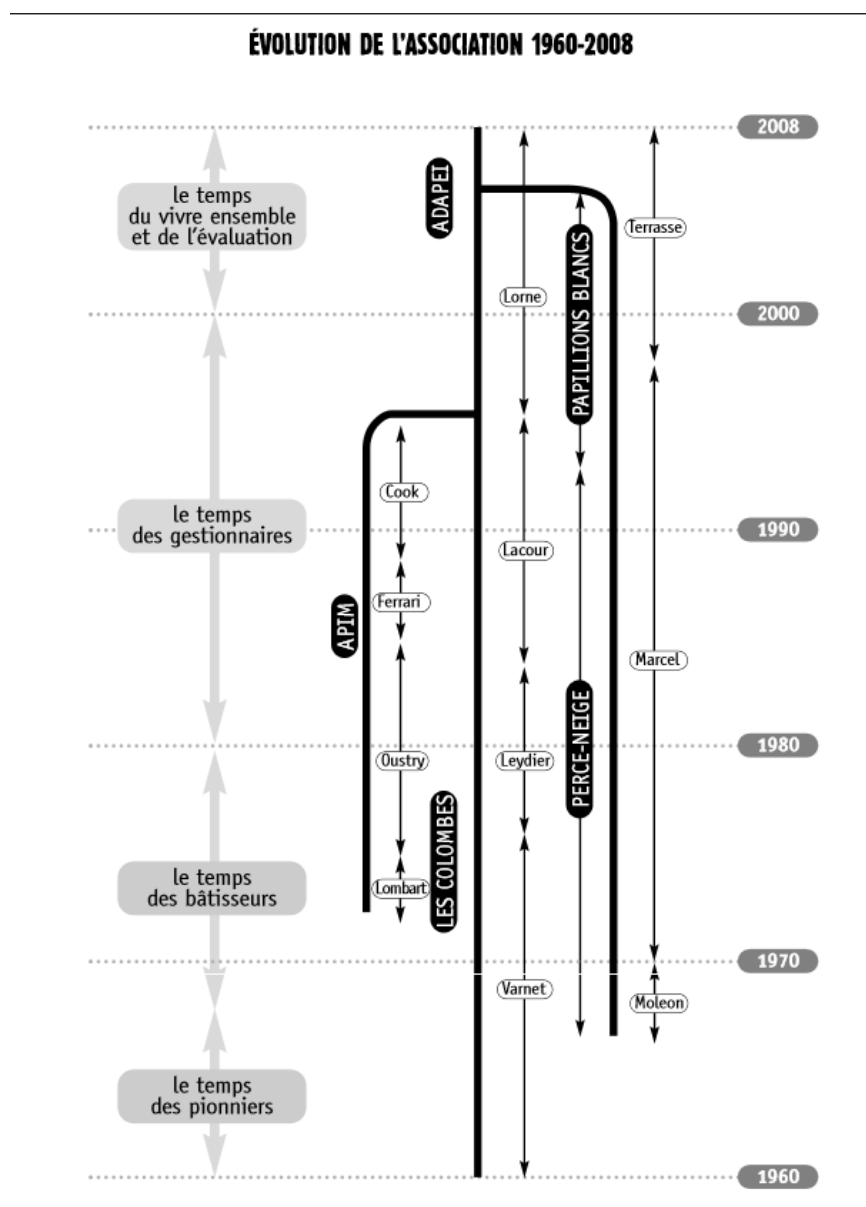 ÉVOLUTION DE L'ASSOCIATION 1960-2008
2008
ADAPEI
le temps
du vivre ensemble
et de l'évaluation
Terrasse
PAPILLIONS BLANCS
Lorne
2000
Cook
le temps
des gestionnaires
1990
Lacour
Ferrari
APIM
Marcel
PERCE-NEIGE
1980
Oustry
Leydier
LES COLOMBES
le temps
des bâtisseurs
Lombart
1970
Varnet
Moleon
le temps
des pionniers
1960